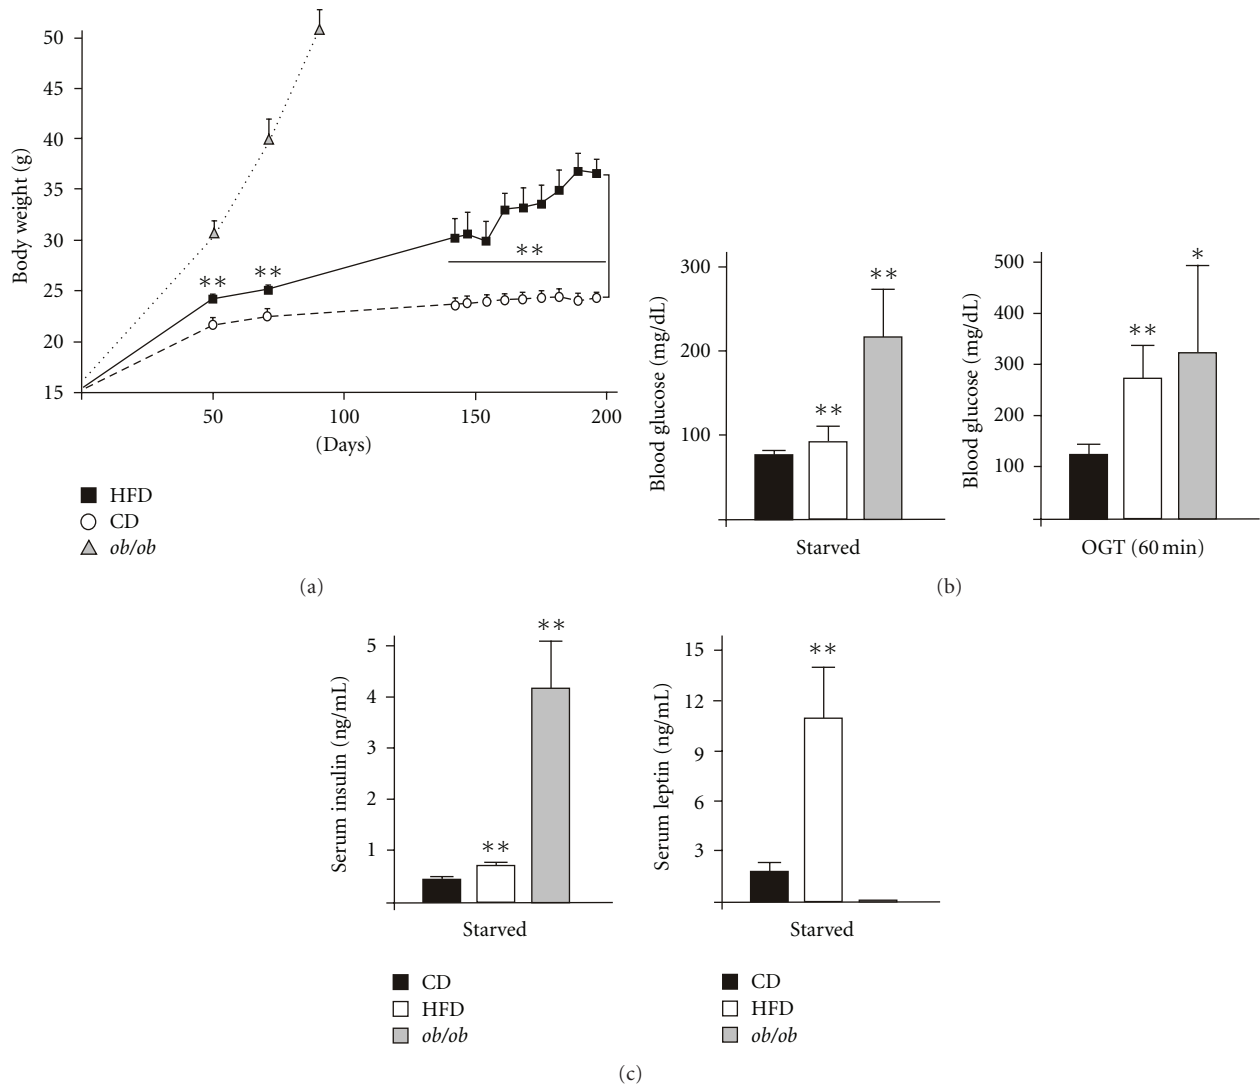 50
45
40
35
30
25
20
15
Body weight (g)
** ** **
50 100 150 200
(Days)
HFD
CD
ob/ob
(a)
300
200
100
Blood glucose (mg/dL)
**
**
Starved
500
400
300
200
100
Blood glucose (mg/dL)
*
**
OGT (60 min)
(b)
5
4
3
2
1
Serum insulin (ng/mL)
**
**
Starved
CD
HFD
ob/ob
15
12
9
6
3
Serum leptin (ng/mL)
**
Starved
CD
HFD
ob/ob
(c)